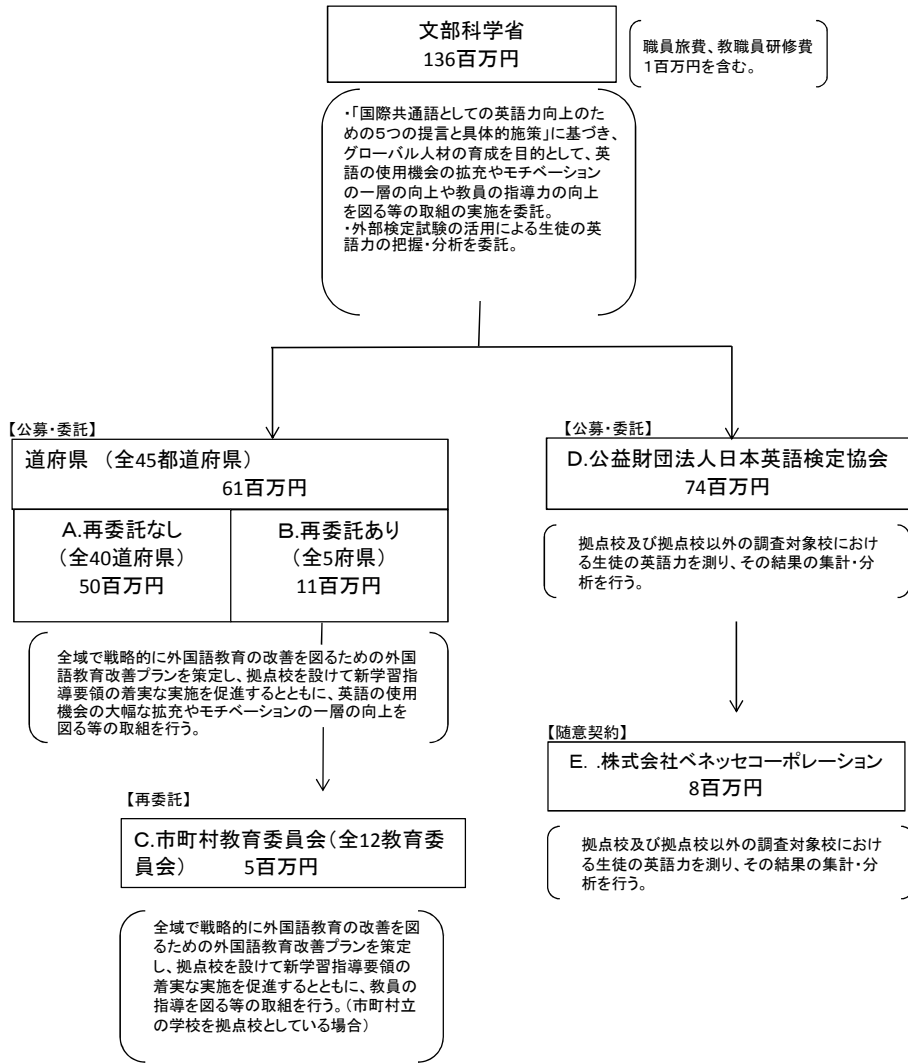 文部科学省
136百万円
職員旅費、教職員研修費
1百万円を含む。
・「国際共通語としての英語力向上のた
めの5つの提言と具体的施策」に基づき、
グローバル人材の育成を目的として、英
語の使用機会の拡充やモチベーション
の一層の向上や教員の指導力の向上
を図る等の取組の実施を委託。
・外部検定試験の活用による生徒の英
語力の把握・分析を委託。
【公募・委託】
道府県 (全45都道府県)
61百万円
A.再委託なし
(全40道府県)
50百万円
B.再委託あり
(全5府県)
11百万円
全域で戦略的に外国語教育の改善を図るための外国
語教育改善プランを策定し、拠点校を設けて新学習指
導要領の着実な実施を促進するとともに、英語の使用
機会の大幅な拡充やモチベーションの一層の向上を
図る等の取組を行う。
【再委託】
C.市町村教育委員会(全12教育委
員会) 5百万円
全域で戦略的に外国語教育の改善を図
るための外国語教育改善プランを策定
し、拠点校を設けて新学習指導要領の
着実な実施を促進するとともに、教員の
指導を図る等の取組を行う。(市町村立
の学校を拠点校としている場合)
【公募・委託】
D.公益財団法人日本英語検定協会
74百万円
拠点校及び拠点校以外の調査対象校におけ
る生徒の英語力を測り、その結果の集計・分
析を行う。
【随意契約】
E. .株式会社ベネッセコーポレーション
8百万円
拠点校及び拠点校以外の調査対象校におけ
る生徒の英語力を測り、その結果の集計・分
析を行う。